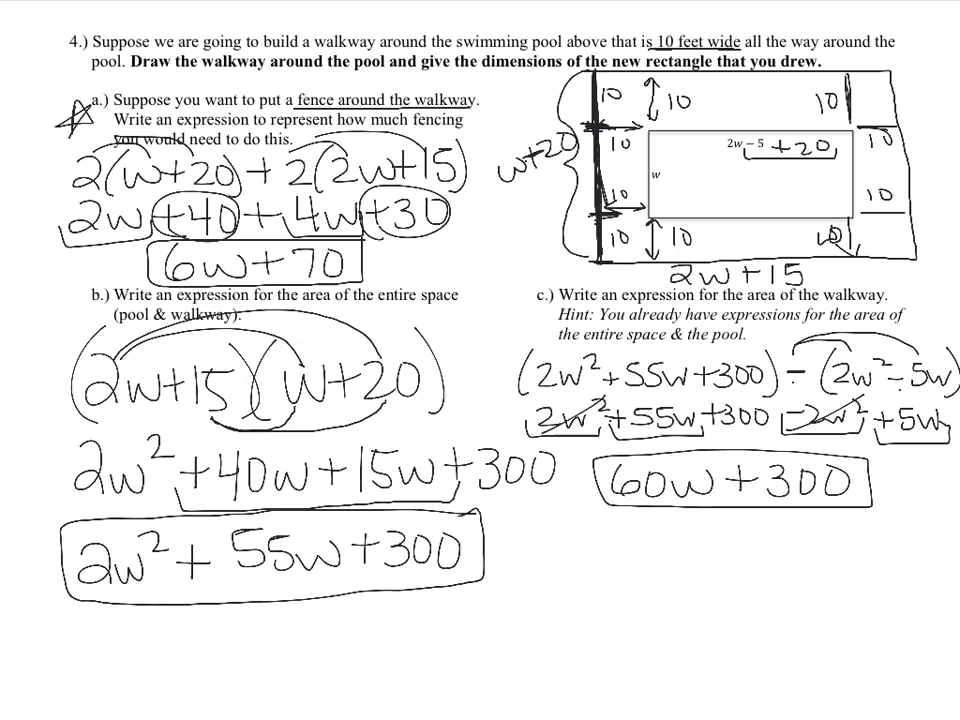 4.) Suppose we are going to build a walkway around the swimming pool above that is 10 feet wide all the way around the
pool. Draw the walkway around the pool and give the dimensions of the new rectangle that you drew.
a.) Suppose you want to put a fence around the walkway.
Write an expression to represent how much fencing
you would need to do this.
2(w+20)+2(2w+15)
2w+40+4w+30
6w+70
w+20
10 10 10
10 2w – 5 +20 10
w
10 10
10 10 10
2w+15
b.) Write an expression for the area of the entire space
(pool & walkway).
(2w+15)(w+20)
2w²+40w+15w+300
2w²+55w+300
c.) Write an expression for the area of the walkway.
Hint: You already have expressions for the area of
the entire space & the pool.
(2w²+55w+300)-(2w²-5w)
2w²+55w+300-2w²+5w
60w+300